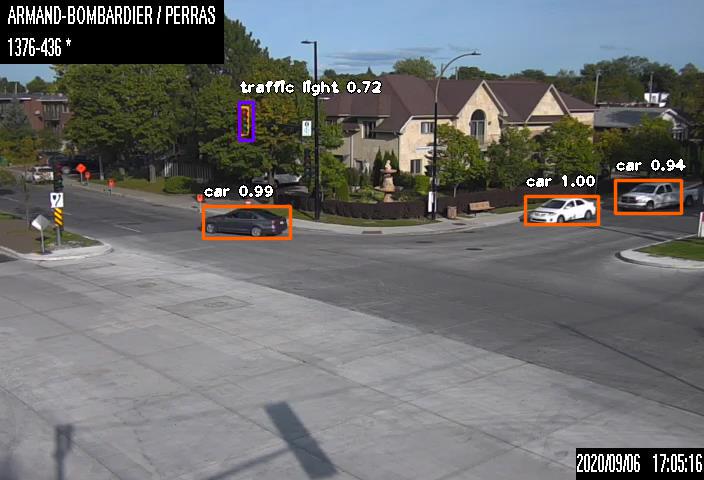 ARMAND-BOMBARDIER / PERRAS
1376-436 *
traffic light 0.72
car 0.99
car 1.00
car 0.94
2020/09/06 17:05:16